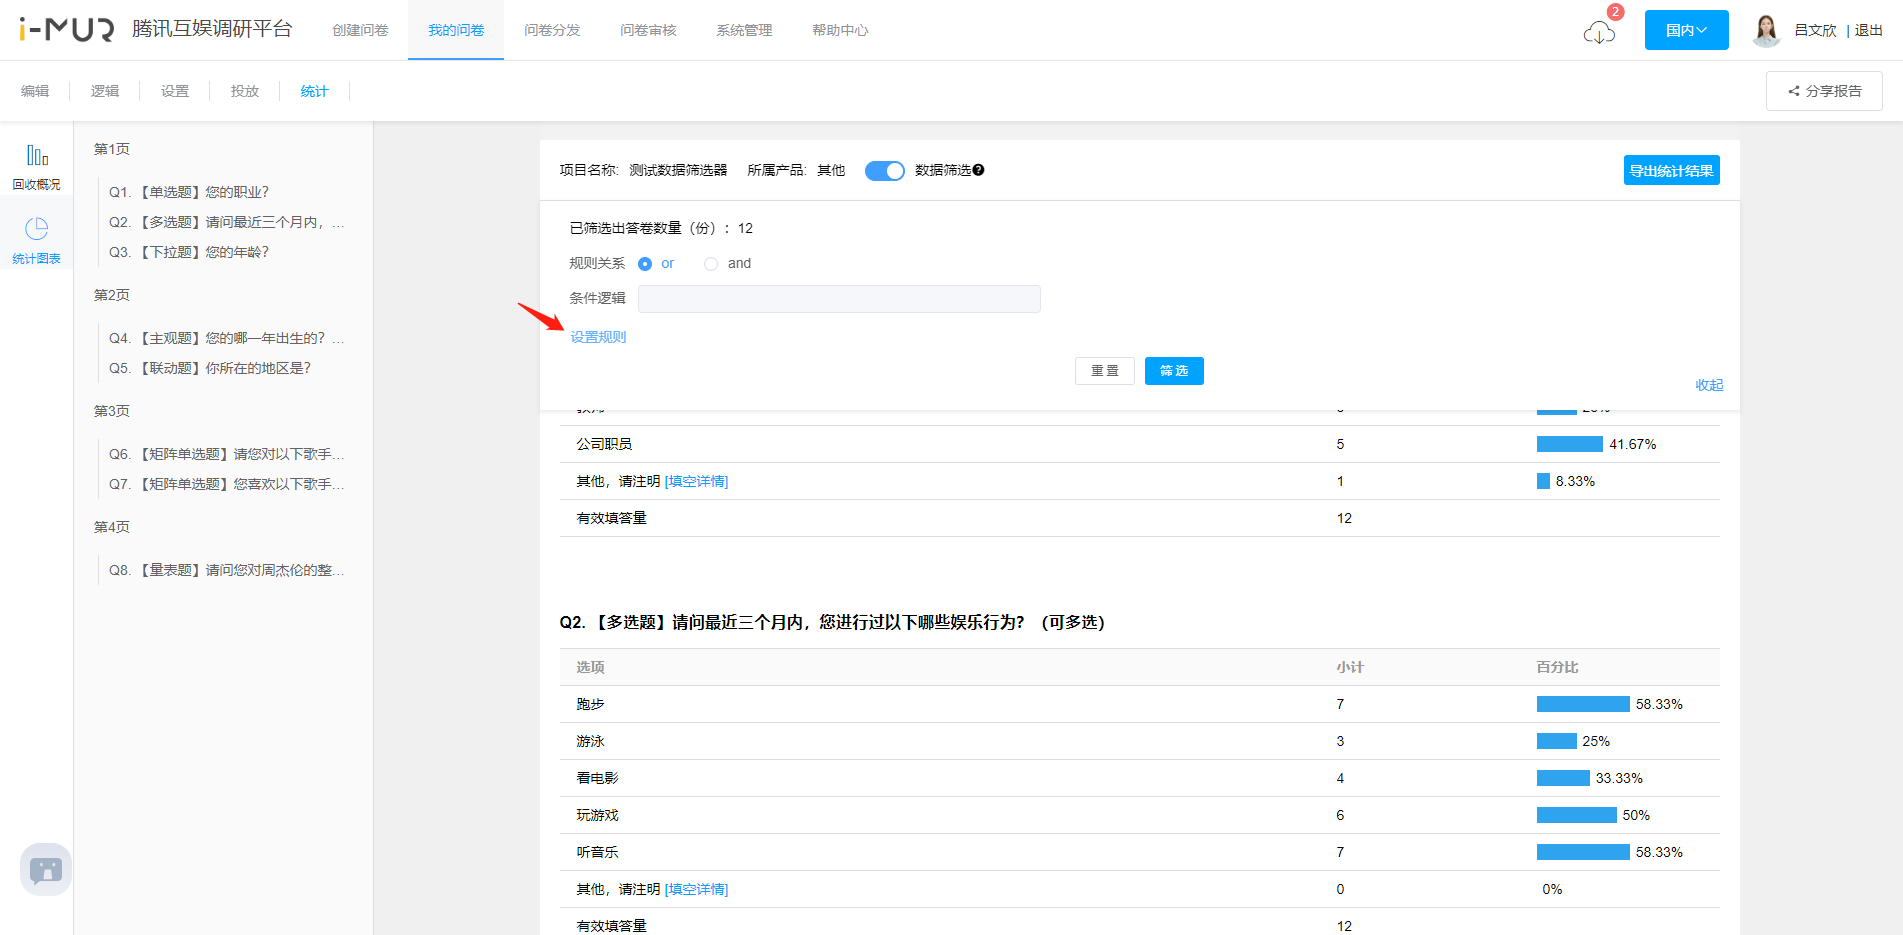 i-MUR 腾讯互娱调研平台 创建问卷 我的问卷 问卷分发 问卷审核 系统管理 帮助中心 2 国内 吕文欣 | 退出
编辑 逻辑 设置 投放 统计 分享报告
回收概况
统计图表
第1页
Q1. 【单选题】您的职业?
Q2. 【多选题】请问最近三个月内, ...
Q3. 【下拉题】您的年龄?
第2页
Q4. 【主观题】您的哪一年出生的? ...
Q5. 【联动题】你所在的地区是?
第3页
Q6. 【矩阵单选题】请您对以下歌手...
Q7. 【矩阵单选题】您喜欢以下歌手...
第4页
Q8. 【量表题】请问您对周杰伦的整...
项目名称: 测试数据筛选器 所属产品: 其他 数据筛选 ? 导出统计结果
已筛选出答卷数量（份）: 12
规则关系 or and
条件逻辑
设置规则
重置 筛选
收起
公司职员 5 41.67%
其他，请注明 [填空详情] 1 8.33%
有效填答量 12
Q2. 【多选题】请问最近三个月内，您进行过以下哪些娱乐行为? （可多选）
选项 小计 百分比
跑步 7 58.33%
游泳 3 25%
看电影 4 33.33%
玩游戏 6 50%
听音乐 7 58.33%
其他，请注明 [填空详情] 0 0%
有效填答量 12